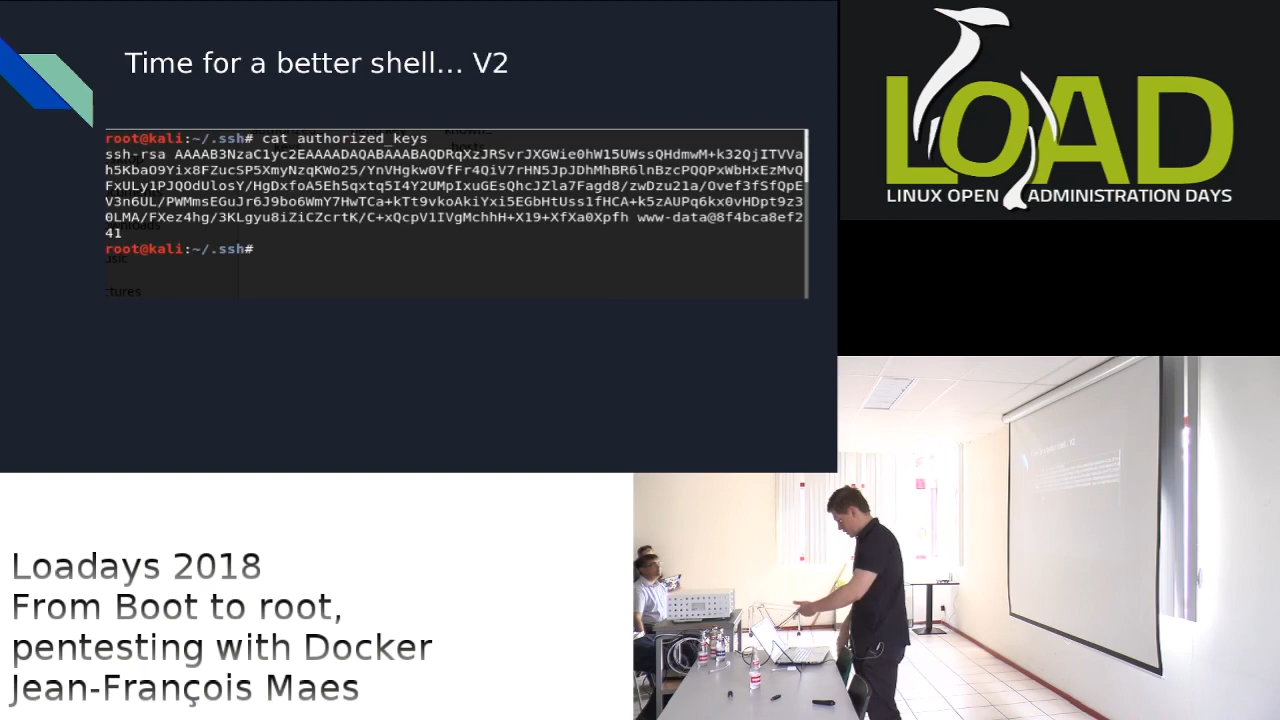 Time for a better shell... V2
root@kali:~/.ssh# cat authorized_keys
ssh-rsa AAAAB3NzaC1yc2EAAAADAQABAAABAQDRqXzJRSvrJXGWie0hW15UWssQHdmwM+k32QjITVVa
h5KbaO9Yix8FZucSP5XmyNzqKWo25/YnVHgkw0VfFr4QiV7rHN5JpJDhMhBR6lnBzcPQQPxWbHxEzMvQ
FxULy1PJQOdUlosY/HgDxfoA5Eh5qxtq5I4Y2UMpIxuGEsQhcJZla7Fagd8/zwDzu21a/Ovef3fSfQpE
V3n6UL/PWMmsEGuJr6J9bo6WmY7HwTCa+kTt9vkoAkiYxi5EGbHtUss1fHCA+k5zAUPq6kx0vHDpt9z3
0LMA/FXez4hg/3KLgyu8iZiCZcrtK/C+xQcpV1IVgMchhH+X19+XfXa0Xpfh www-data@8f4bca8ef2
41
root@kali:~/.ssh#
LOAD
LINUX OPEN ADMINISTRATION DAYS
Loadays 2018
From Boot to root,
pentesting with Docker
Jean-François Maes